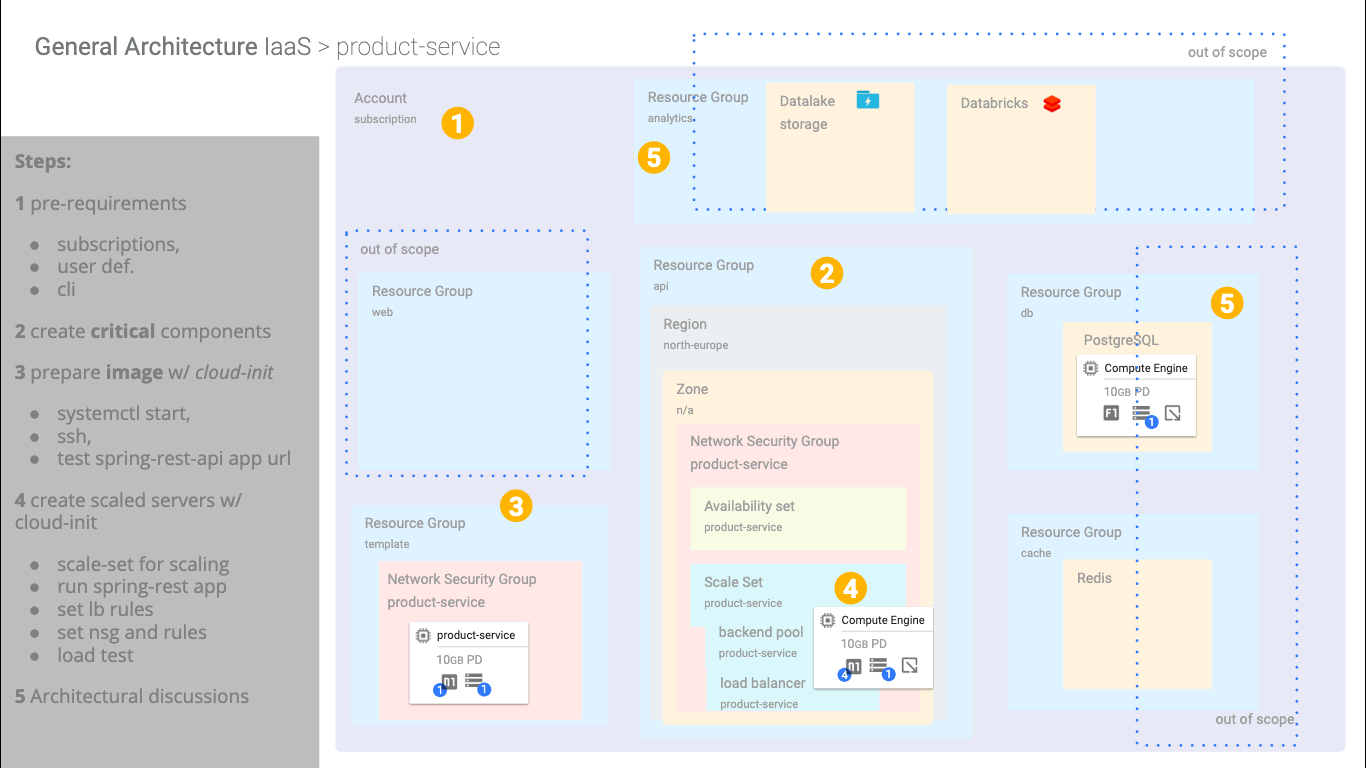 General Architecture IaaS > product-service
out of scope
Account
subscription
1
Resource Group
analytics
5
Datalake
storage
Databricks
Steps:
1 pre-requirements
● subscriptions,
● user def.
● cli
2 create critical components
3 prepare image w/ cloud-init
● systemctl start,
● ssh,
● test spring-rest-api app url
4 create scaled servers w/
cloud-init
● scale-set for scaling
● run spring-rest app
● set lb rules
● set nsg and rules
● load test
5 Architectural discussions
out of scope
Resource Group
web
3
Resource Group
template
Network Security Group
product-service
product-service
10GB PD
1
n1
1
Resource Group
api
2
Region
north-europe
Zone
n/a
Network Security Group
product-service
Availability set
product-service
Scale Set
product-service
4
backend pool
product-service
load balancer
product-service
Compute Engine
10GB PD
4
n1
1
Resource Group
db
5
PostgreSQL
Compute Engine
10GB PD
F1
1
Resource Group
cache
Redis
out of scope